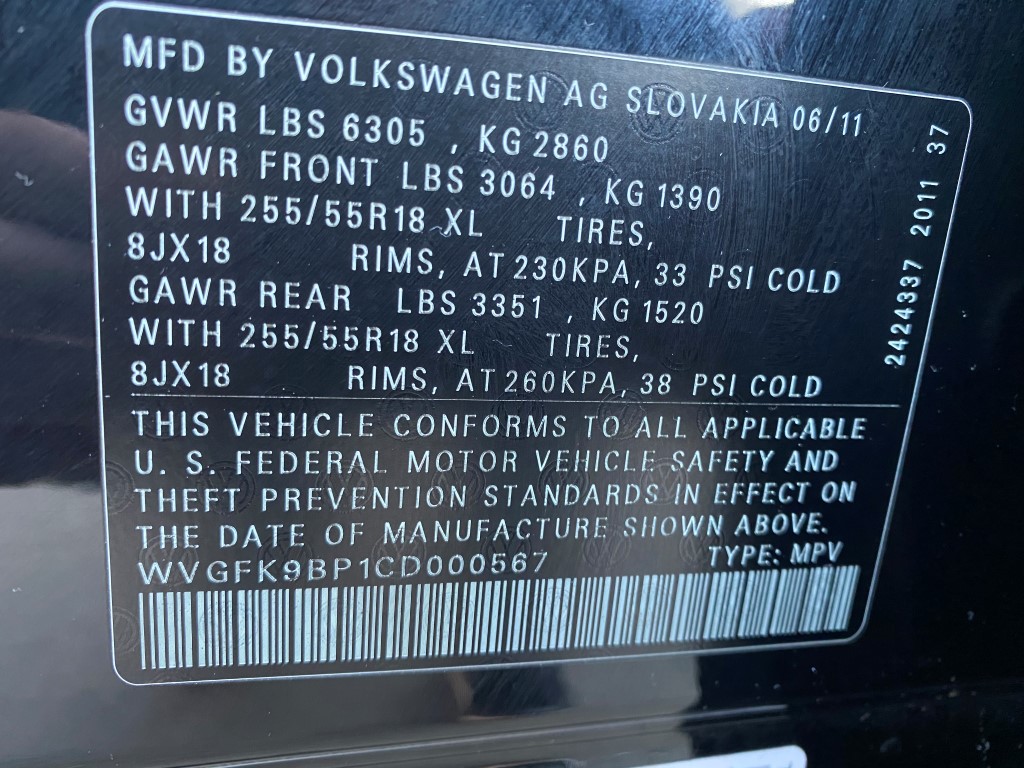 MFD BY VOLKSWAGEN AG SLOVAKIA 06/11
GVWR LBS 6305 , KG 2860
GAWR FRONT LBS 3064 , KG 1390
WITH 255/55R18 XL TIRES,
8JX18 RIMS, AT 230KPA, 33 PSI COLD
GAWR REAR LBS 3351 , KG 1520
WITH 255/55R18 XL TIRES,
8JX18 RIMS, AT 260KPA, 38 PSI COLD
2424337 2011 37
THIS VEHICLE CONFORMS TO ALL APPLICABLE
U. S. FEDERAL MOTOR VEHICLE SAFETY AND
THEFT PREVENTION STANDARDS IN EFFECT ON
THE DATE OF MANUFACTURE SHOWN ABOVE.
WVGFK9BP1CD000567 TYPE: MPV